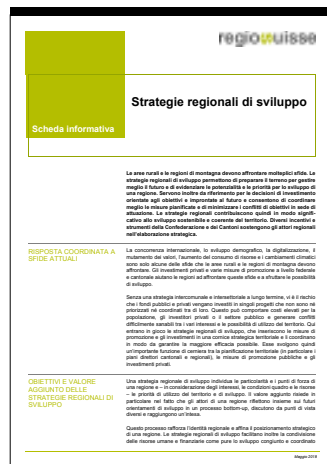 regiosuisse
Strategie regionali di sviluppo
Scheda informativa
Le aree rurali e le regioni di montagna devono affrontare molteplici sfide. Le
strategie regionali di sviluppo permettono di preparare il terreno per gestire
meglio il futuro e di evidenziare le potenzialità e le priorità per lo sviluppo di
una regione. Servono inoltre da riferimento per le decisioni di investimento
orientate agli obiettivi e improntate al futuro e consentono di coordinare
meglio le misure pianificate e di minimizzare i conflitti di obiettivi in sede di
attuazione. Le strategie regionali contribuiscono quindi in modo signifi-
cativo allo sviluppo sostenibile e coerente del territorio. Diversi incentivi e
strumenti della Confederazione e dei Cantoni sostengono gli attori regionali
nell'elaborazione strategica.
RISPOSTA COORDINATA A
SFIDE ATTUALI
La concorrenza internazionale, lo sviluppo demografico, la digitalizzazione, il
mutamento dei valori, l'aumento del consumo di risorse e i cambiamenti climatici
sono solo alcune delle sfide che le aree rurali e le regioni di montagna devono
affrontare. Gli investimenti privati e varie misure di promozione a livello federale
e cantonale aiutano le regioni ad affrontare queste sfide e a sfruttare le possibilità
di sviluppo.
Senza una strategia intercomunale e intersettoriale a lungo termine, vi è il rischio
che i fondi pubblici e privati vengano investiti in singoli progetti che non sono né
priorizzati né coordinati tra di loro. Questo può comportare costi elevati per la
popolazione, gli investitori privati o il settore pubblico e generare conflitti
difficilmente sanabili tra i vari interessi e le possibilità di utilizzo del territorio. Qui
entrano in gioco le strategie regionali di sviluppo, che inseriscono le misure di
promozione e gli investimenti in una cornice strategica territoriale e li coordinano
in modo da garantire la maggiore efficacia possibile. Esse svolgono quindi
un'importante funzione di cerniera tra la pianificazione territoriale (in particolare i
piani direttori cantonali e regionali), le misure di promozione pubbliche e gli
investimenti privati.
OBIETTIVI E VALORE
AGGIUNTO DELLE
STRATEGIE REGIONALI DI
SVILUPPO
Una strategia regionale di sviluppo individua le particolarità e i punti di forza di
una regione e – in considerazione degli interessi, le condizioni quadro e le risorse
– le priorità di utilizzo del territorio e di sviluppo. Il valore aggiunto risiede in
particolare nel fatto che gli attori di una regione riflettono insieme sui futuri
orientamenti di sviluppo in un processo bottom-up, discutono da punti di vista
diversi e raggiungono un'intesa.
Questo processo rafforza l'identità regionale e affina il posizionamento strategico
di una regione. Le strategie regionali di sviluppo facilitano inoltre la condivisione
delle risorse umane e finanziarie come pure lo sviluppo congiunto e coordinato
Maggio 2018